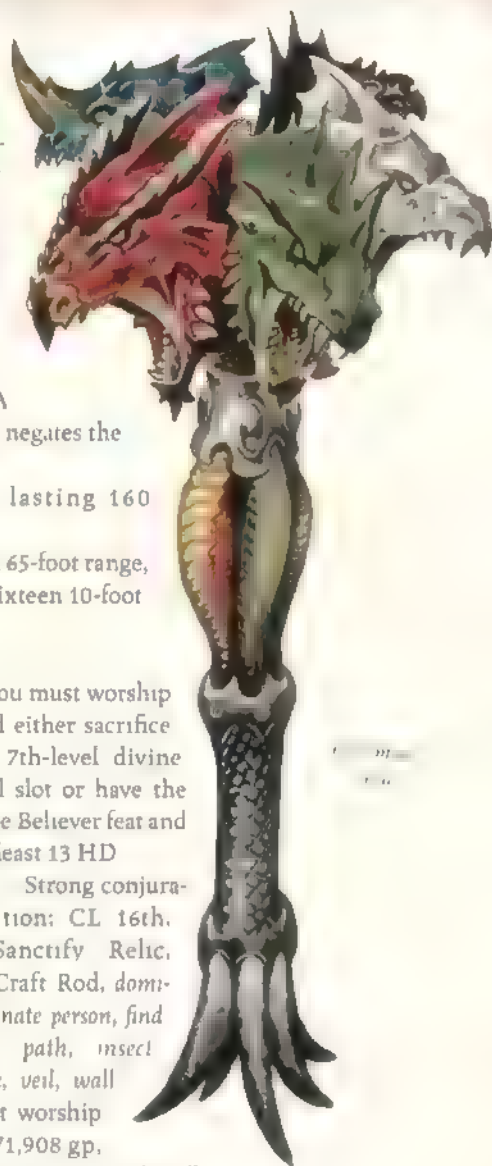 negates the
lasting 160
65-foot range,
ixteen 10-foot
ou must worship
l either sacrifice
7th-level divine
l slot or have the
e Believer feat and
least 13 HD
Strong conjura-
tion: CL 16th.
Sanctify Relic,
Craft Rod, domi-
nate person, find
path, insect
, veil, wall
t worship
71,908 gp,